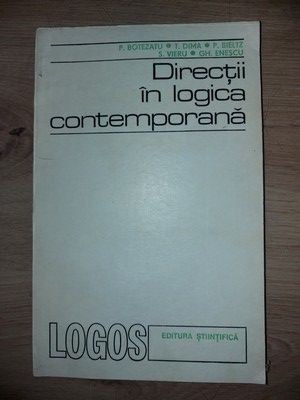 P. BOTEZATU • T. DIMA • P. BIELTZ
S. VIERU • GH. ENESCU
Direcții
în logica
contemporană
LOGOS
EDITURA ȘTIINȚIFICĂ